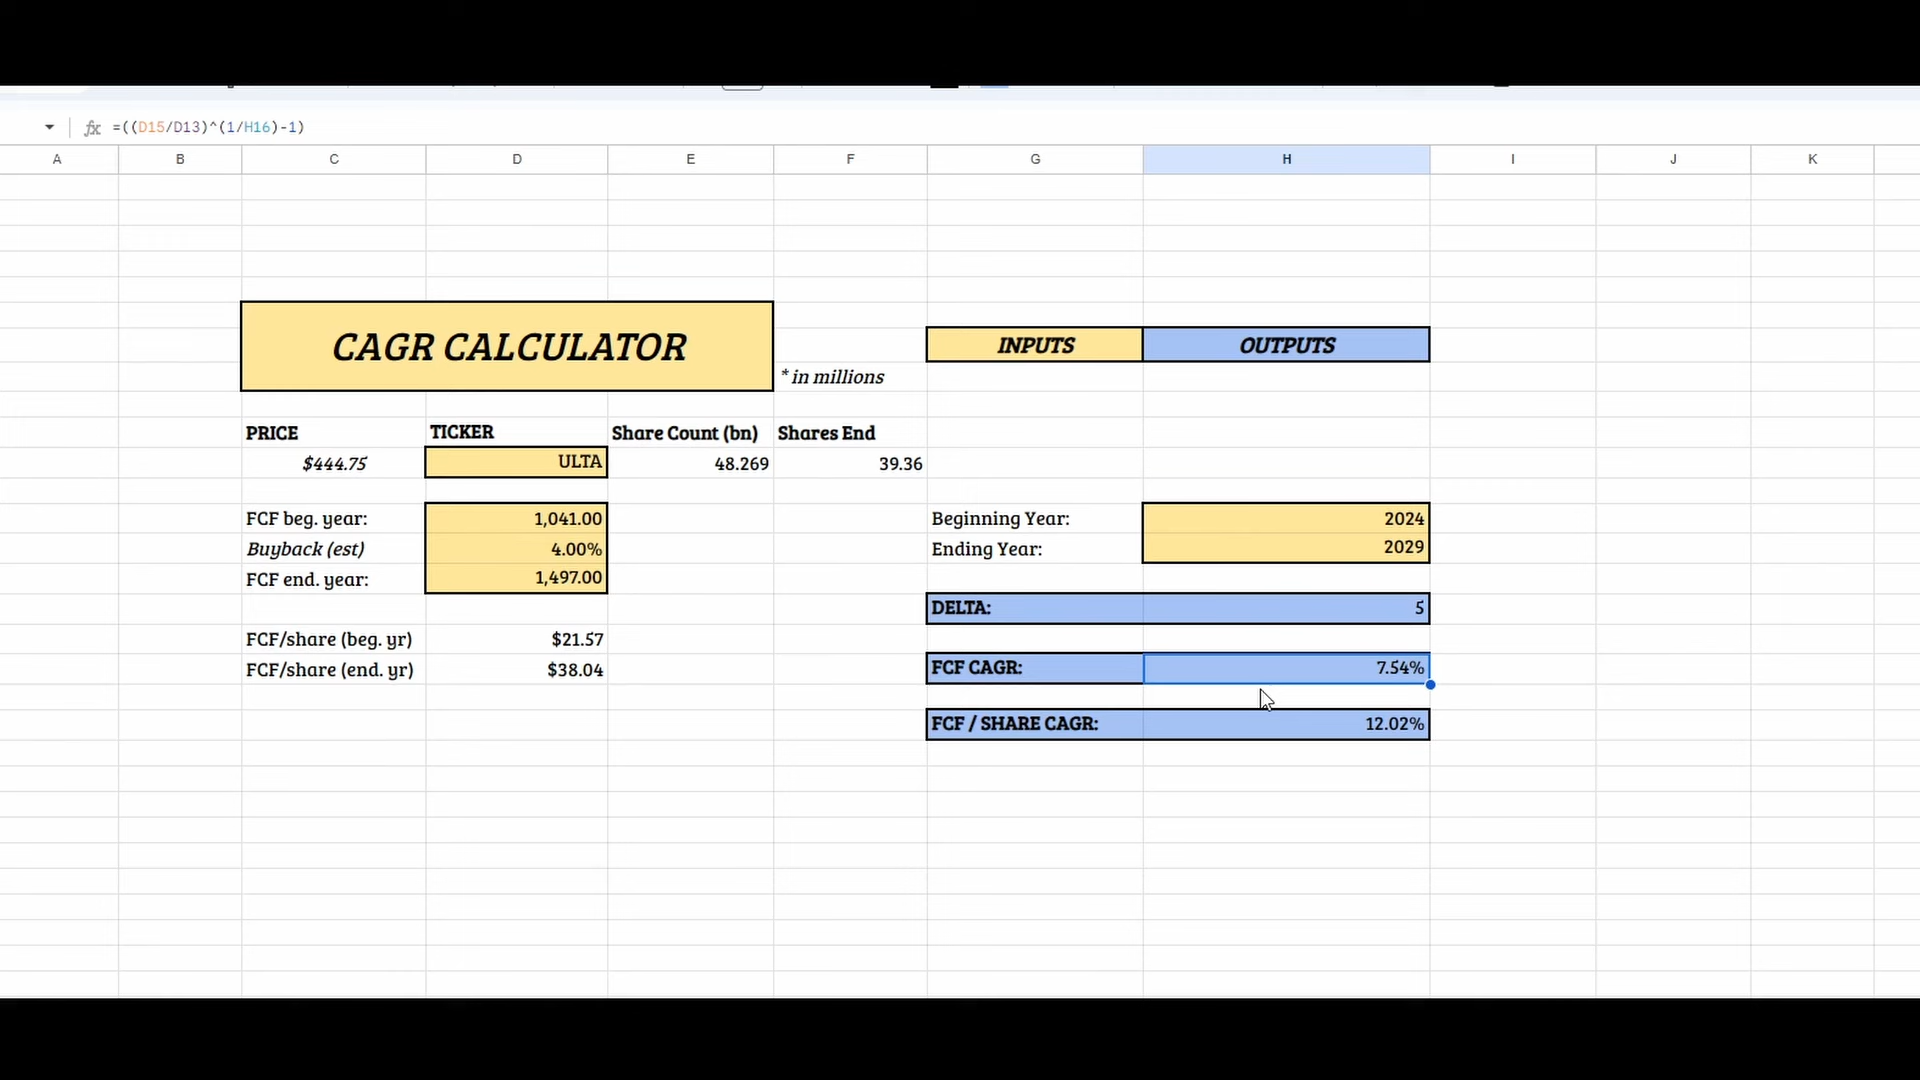 =((D15/D13)^(1/H16)-1)
A B C D E F G H I J K
CAGR CALCULATOR
* in millions
INPUTS OUTPUTS
PRICE TICKER Share Count (bn) Shares End
$444.75 ULTA 48.269 39.36
FCF beg. year: 1,041.00 Beginning Year: 2024
Buyback (est) 4.00% Ending Year: 2029
FCF end. year: 1,497.00
DELTA: 5
FCF/share (beg. yr) $21.57
FCF/share (end. yr) $38.04 FCF CAGR: 7.54%
FCF / SHARE CAGR: 12.02%